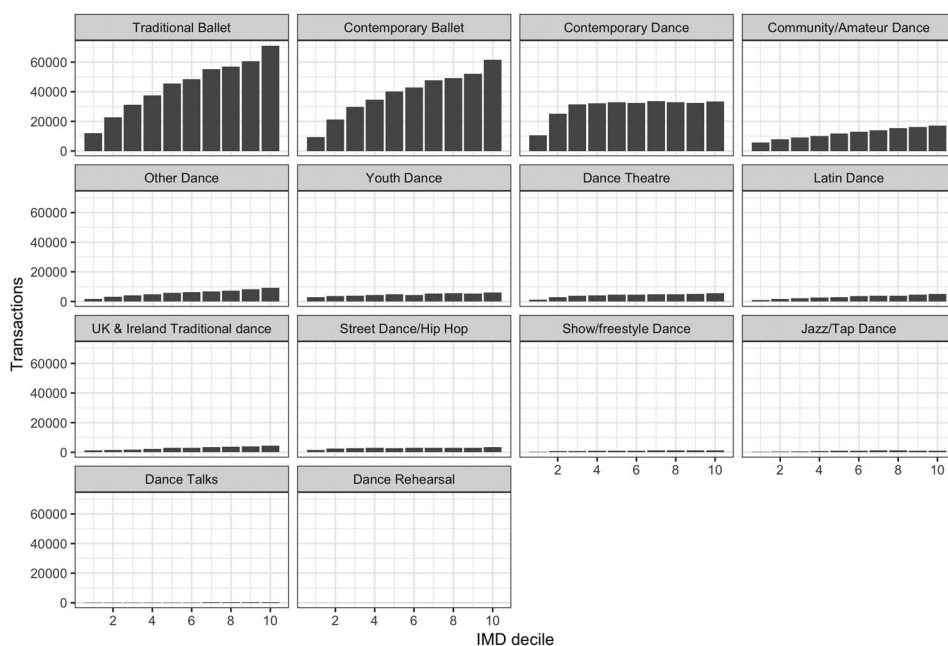 Traditional Ballet
Contemporary Ballet
Contemporary Dance
Community/Amateur Dance
60000
40000
20000
0
Other Dance
Youth Dance
Dance Theatre
Latin Dance
60000
40000
20000
0
UK & Ireland Traditional dance
Street Dance/Hip Hop
Show/freestyle Dance
Jazz/Tap Dance
60000
40000
20000
0
2 4 6 8 10
2 4 6 8 10
Dance Talks
Dance Rehearsal
60000
40000
20000
0
2 4 6 8 10
2 4 6 8 10
Transactions
IMD decile